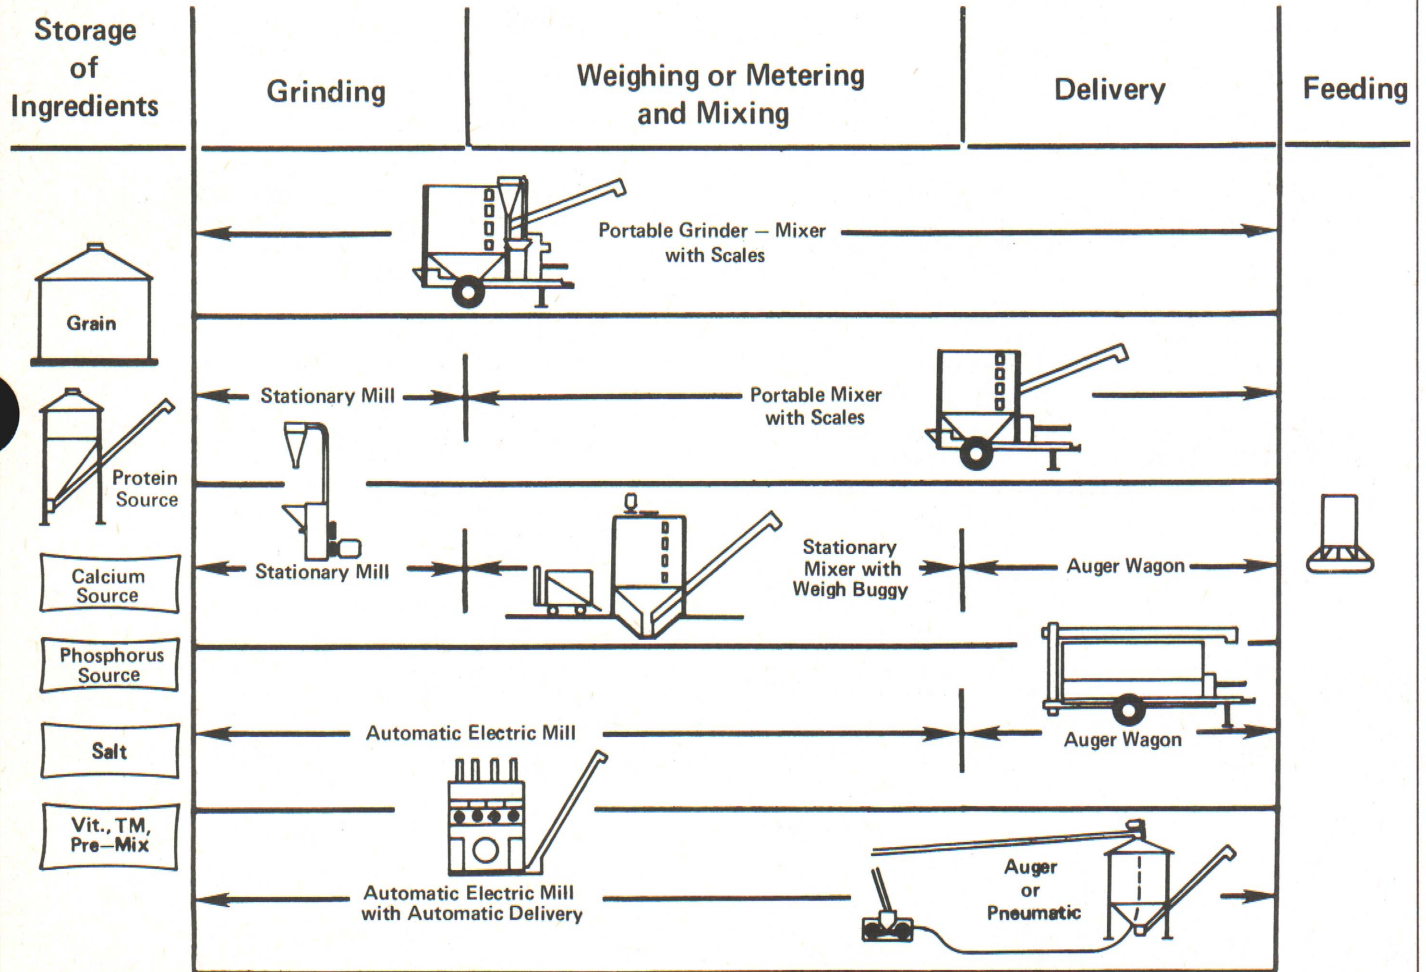 Storage
of
Ingredients
Grinding
Weighing or Metering
and Mixing
Delivery
Feeding
Portable Grinder – Mixer
with Scales
Grain
Stationary Mill
Portable Mixer
with Scales
Protein
Source
Stationary Mill
Stationary
Mixer with
Weigh Buggy
Auger Wagon
Calcium
Source
Phosphorus
Source
Automatic Electric Mill
Auger Wagon
Salt
Vit., TM,
Pre–Mix
Automatic Electric Mill
with Automatic Delivery
Auger
or
Pneumatic